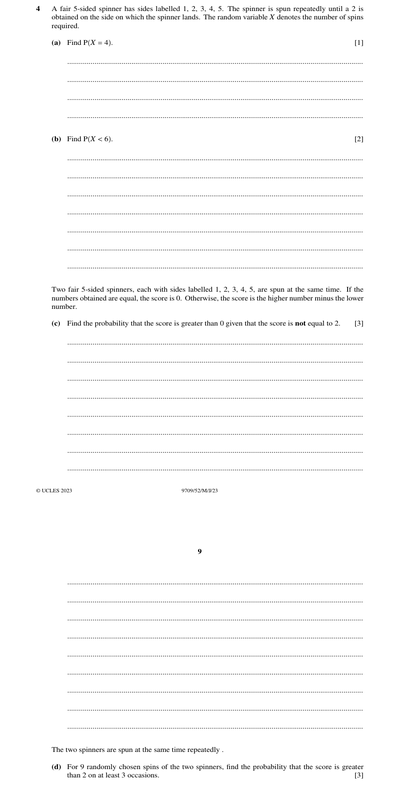 4 A fair 5-sided spinner has sides labelled 1, 2, 3, 4, 5. The spinner is spun repeatedly until a 2 is
obtained on the side on which the spinner lands. The random variable X denotes the number of spins
required.
(a) Find P(X = 4). [1]
(b) Find P(X < 6). [2]
Two fair 5-sided spinners, each with sides labelled 1, 2, 3, 4, 5, are spun at the same time. If the
numbers obtained are equal, the score is 0. Otherwise, the score is the higher number minus the lower
number.
(c) Find the probability that the score is greater than 0 given that the score is not equal to 2. [3]
© UCLES 2023 9709/52/M/J/23
9
The two spinners are spun at the same time repeatedly .
(d) For 9 randomly chosen spins of the two spinners, find the probability that the score is greater
than 2 on at least 3 occasions. [3]